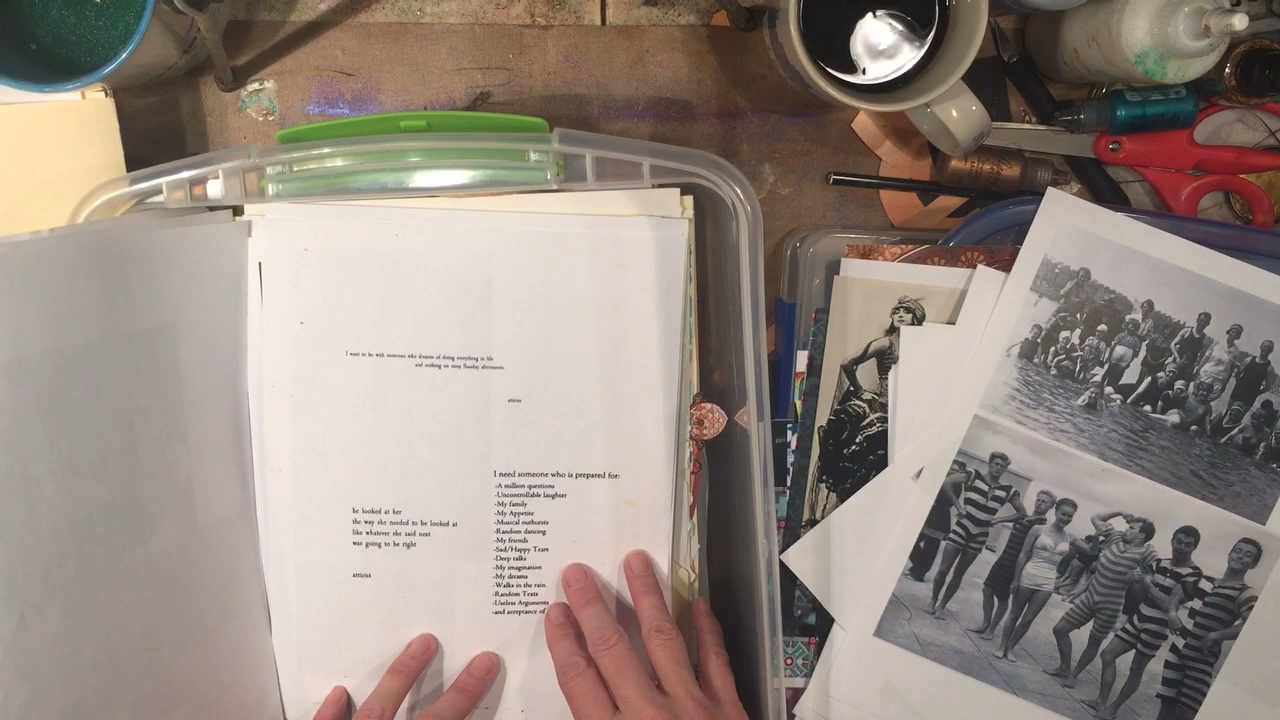 I want to be with someone who dreams of doing everything in life
and nothing on rainy Sunday afternoons.
atticus
I need someone who is prepared for:
-A million questions
-Uncontrollable laughter
-My family
-My Appetite
-Musical outbursts
-Random dancing
-My friends
-Sad/Happy Tears
-Deep talks
-My imagination
-My drama
-Walks in the rain.
-Random Texts
-Useless Arguments
-and acceptance of
he looked at her
the way she needed to be looked at
like whatever she said next
was going to be right
atticus